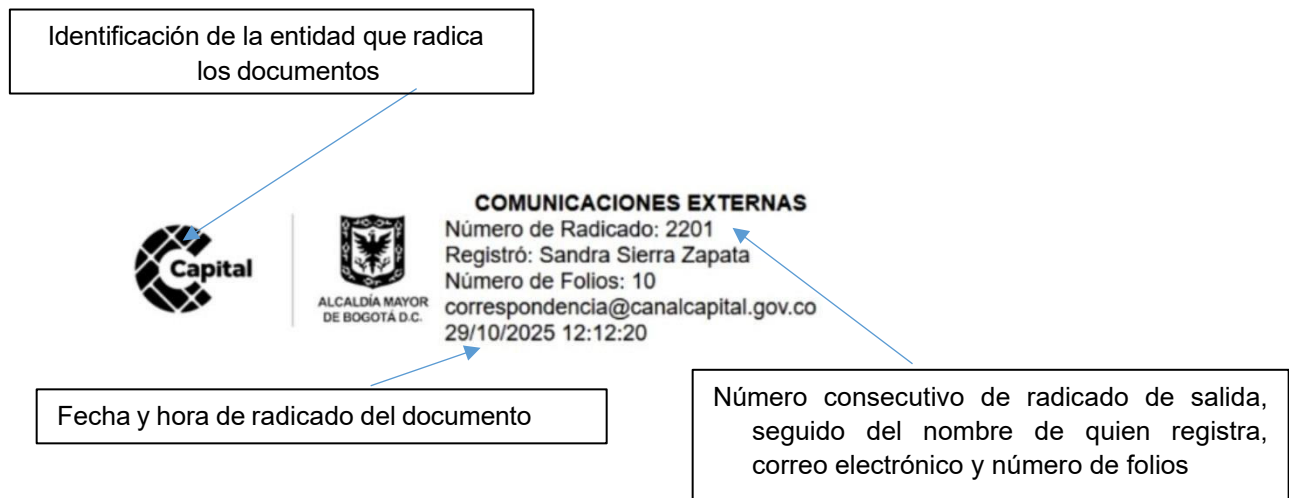 Identificación de la entidad que radica
los documentos
COMUNICACIONES EXTERNAS
Número de Radicado: 2201
Registró: Sandra Sierra Zapata
Número de Folios: 10
correspondencia@canalcapital.gov.co
29/10/2025 12:12:20
Capital
ALCALDÍA MAYOR
DE BOGOTÁ D.C.
Fecha y hora de radicado del documento
Número consecutivo de radicado de salida,
seguido del nombre de quien registra,
correo electrónico y número de folios